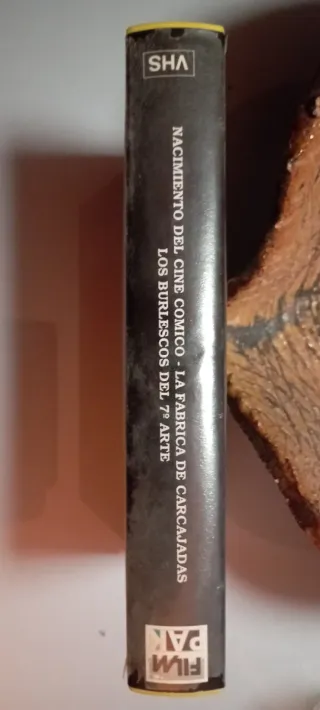 VHS
NACIMIENTO DEL CINE COMICO - LA FABRICA DE CARCAJADAS
LOS BURLESCOS DEL 7º ARTE
FILM
PAK